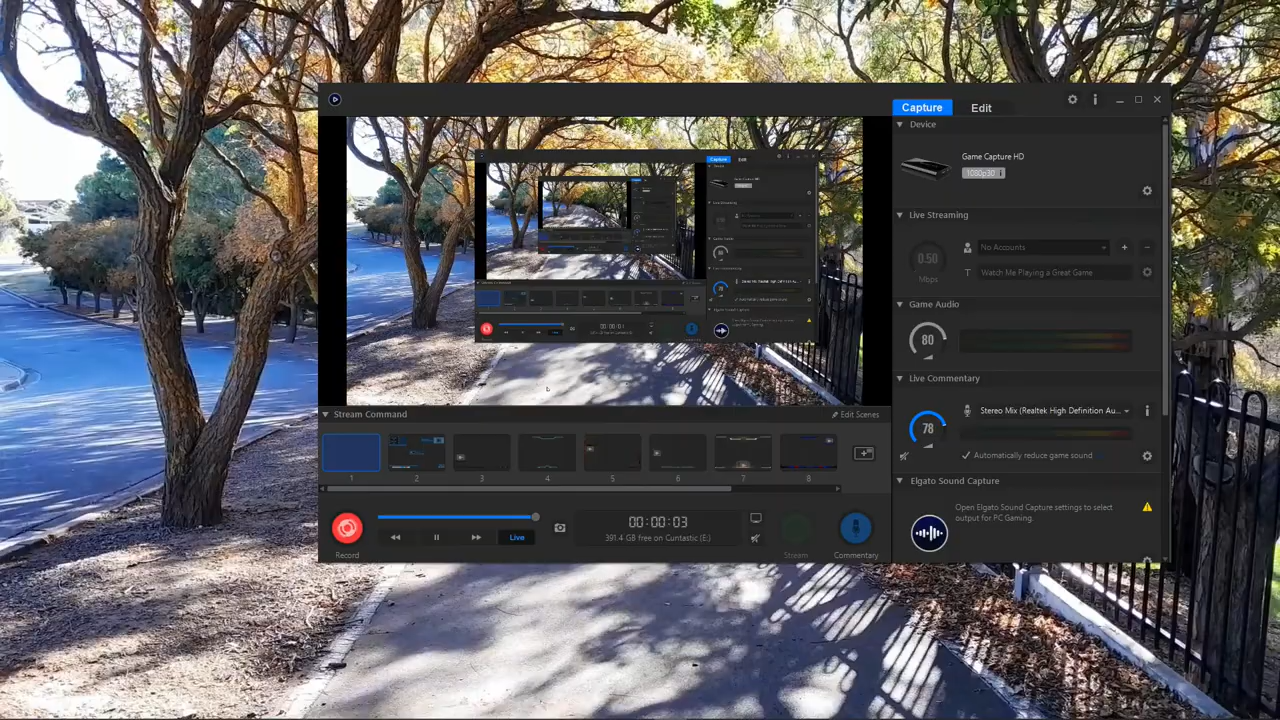 Capture Edit
Device
Game Capture HD
1080p30
Live Streaming
0.50
Mbps
No Accounts
Watch Me Playing a Great Game
Game Audio
80
Live Commentary
78
Stereo Mix (Realtek High Definition Au...
Automatically reduce game sound
Elgato Sound Capture
Open Elgato Sound Capture settings to select
output for PC Gaming.
Stream Command
Edit Scenes
1 2 3 4 5 6 7 8
00:00:03
391.4 GB free on Cuntastic (E:)
Live
Record
Stream
Commentary
Capture Edit